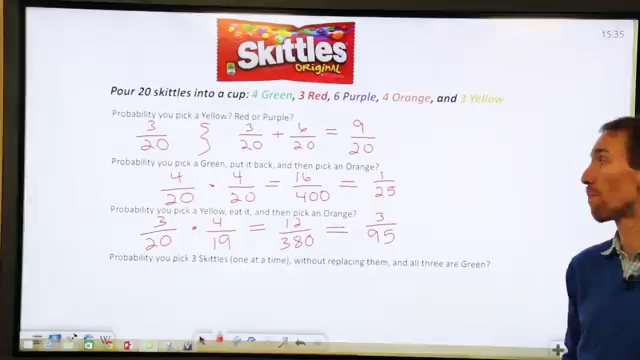 15:35
Skittles
ORIGINAL
Pour 20 skittles into a cup: 4 Green, 3 Red, 6 Purple, 4 Orange, and 3 Yellow
Probability you pick a Yellow? Red or Purple?
3/20 } 3/20 + 6/20 = 9/20
Probability you pick a Green, put it back, and then pick an Orange?
4/20 · 4/20 = 16/400 = 1/25
Probability you pick a Yellow, eat it, and then pick an Orange?
3/20 · 4/19 = 12/380 = 3/95
Probability you pick 3 Skittles (one at a time), without replacing them, and all three are Green?